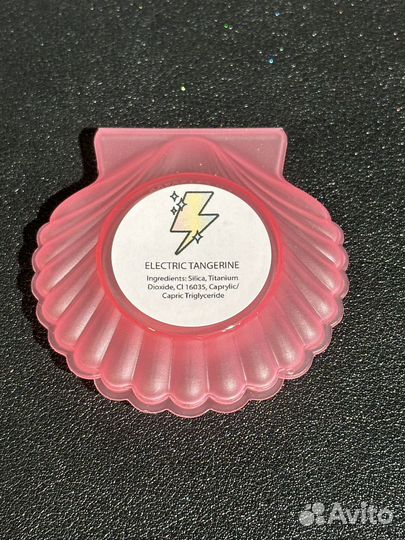 ELECTRIC TANGERINE
Ingredients: Silica, Titanium
Dioxide, CI 16035, Caprylic/
Capric Triglyceride
Avito